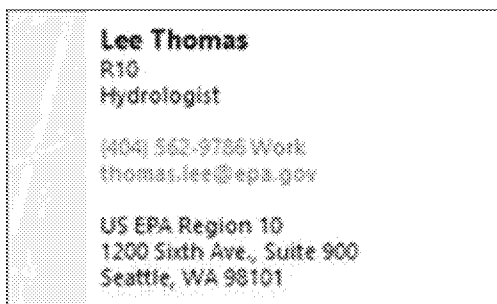 Lee Thomas
R10
Hydrologist
(404) 562-9786 Work
thomas.lee@epa.gov
US EPA Region 10
1200 Sixth Ave., Suite 900
Seattle, WA 98101